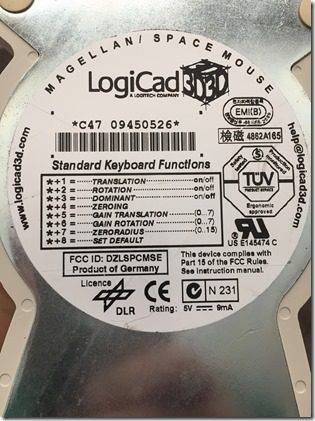 MAGELLAN / SPACE MOUSE
LogiCad3D
A LOGITECH COMPANY
EMI(B)
*C47 09450526*
檢磁 4862A165
www.logicad3d.com
help@logicad3d.com
Standard Keyboard Functions
*+1 = TRANSLATION on/off
*+2 = ROTATION on/off
*+3 = DOMINANT on/off
*+4 = ZEROING
*+5 = GAIN TRANSLATION (0...7)
*+6 = GAIN ROTATION (0...7)
*+7 = ZERORADIUS (0..15)
*+8 = SET DEFAULT
TÜV
PRODUCT SERVICE
Ergonomic
approved
US E145474 C
FCC ID: DZLSPCMSE
Product of Germany
This device complies with
Part 15 of the FCC Rules.
See instruction manual.
Licence
DLR
CE
N 231
Rating: 5V 9mA